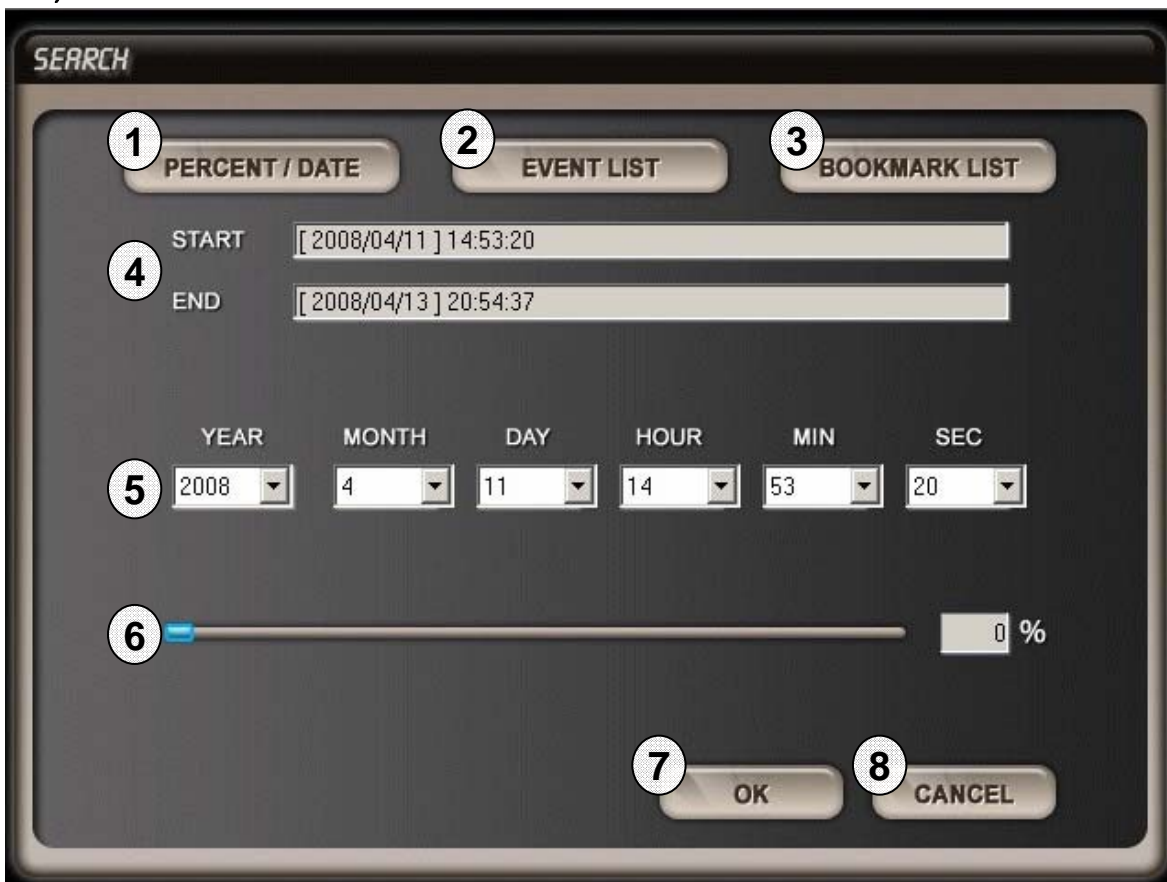 SEARCH
1 PERCENT / DATE 2 EVENT LIST 3 BOOKMARK LIST
START [ 2008/04/11 ] 14:53:20
4
END [ 2008/04/13 ] 20:54:37
YEAR MONTH DAY HOUR MIN SEC
5 2008 4 11 14 53 20
6 0 %
7 OK 8 CANCEL